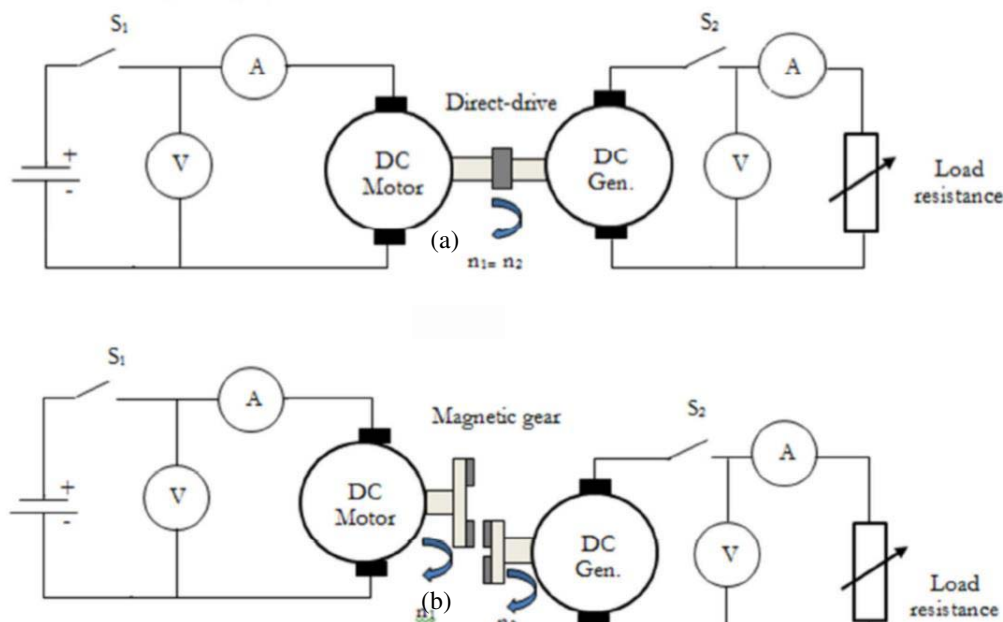 S₁
A
V
+
-
DC
Motor
Direct-drive
(a)
n₁= n₂
DC
Gen.
S₂
V
A
Load
resistance
S₁
A
V
+
-
DC
Motor
Magnetic gear
n₁
(b)
DC
Gen.
S₂
V
A
Load
resistance